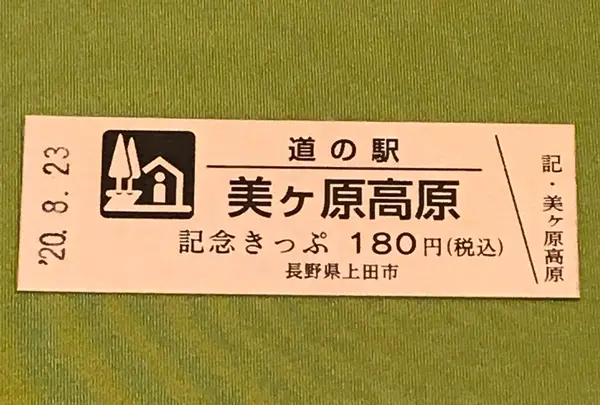 '20.8.23
道の駅
美ヶ原高原
記念きっぷ 180円(税込)
長野県上田市
記・美ヶ原高原